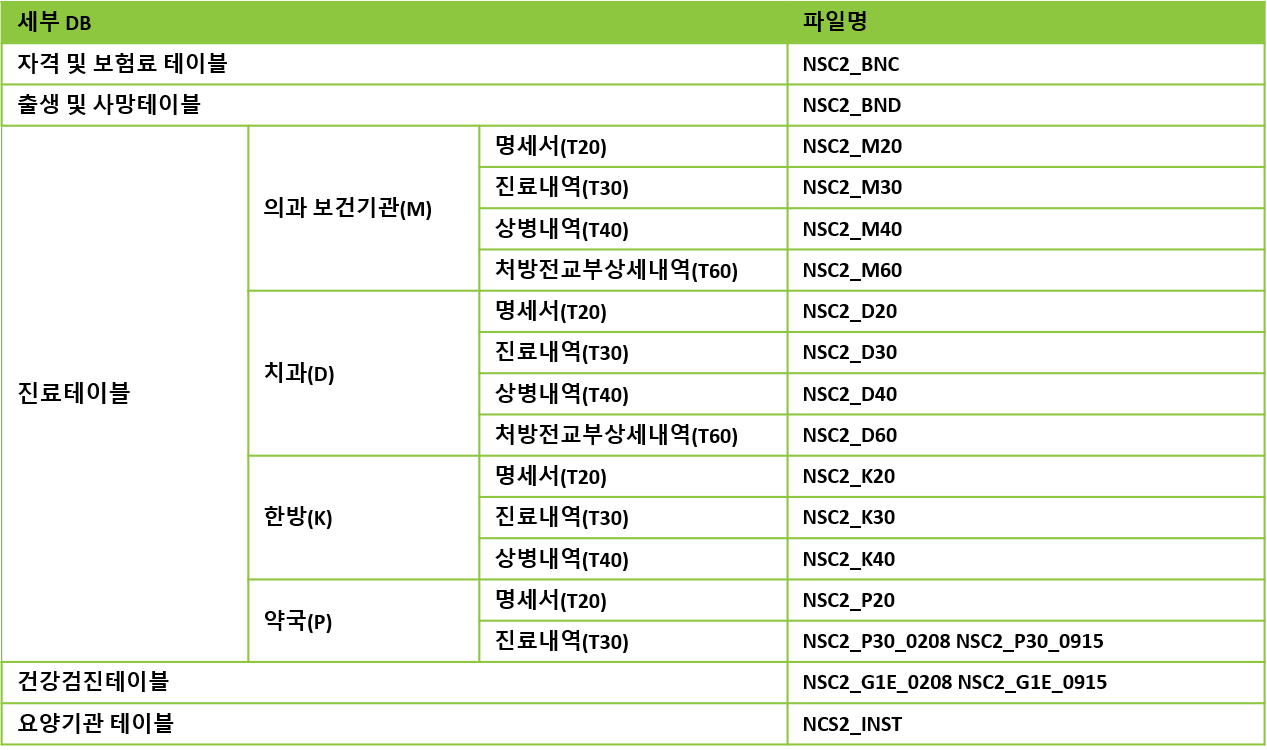 세부 DB 파일명
자격 및 보험료 테이블 NSC2_BNC
출생 및 사망테이블 NSC2_BND
명세서(T20) NSC2_M20
진료내역(T30) NSC2_M30
의과 보건기관(M)
상병내역(T40) NSC2_M40
처방전교부상세내역(T60) NSC2_M60
명세서(T20) NSC2_D20
진료내역(T30) NSC2_D30
치과(D)
진료테이블
상병내역(T40) NSC2_D40
처방전교부상세내역(T60) NSC2_D60
명세서(T20) NSC2_K20
한방(K) 진료내역(T30) NSC2_K30
상병내역(T40) NSC2_K40
명세서(T20) NSC2_P20
약국(P)
진료내역(T30) NSC2_P30_0208 NSC2_P30_0915
건강검진테이블 NSC2_G1E_0208 NSC2_G1E_0915
요양기관 테이블 NCS2_INST